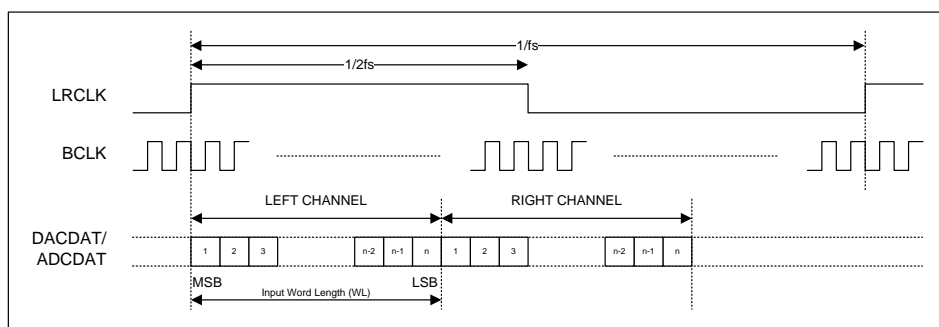 1/fs
1/2fs
LRCLK
BCLK
LEFT CHANNEL RIGHT CHANNEL
DACDAT/
ADCDAT
1 2 3 n-2 n-1 n 1 2 3 n-2 n-1 n
MSB LSB
Input Word Length (WL)